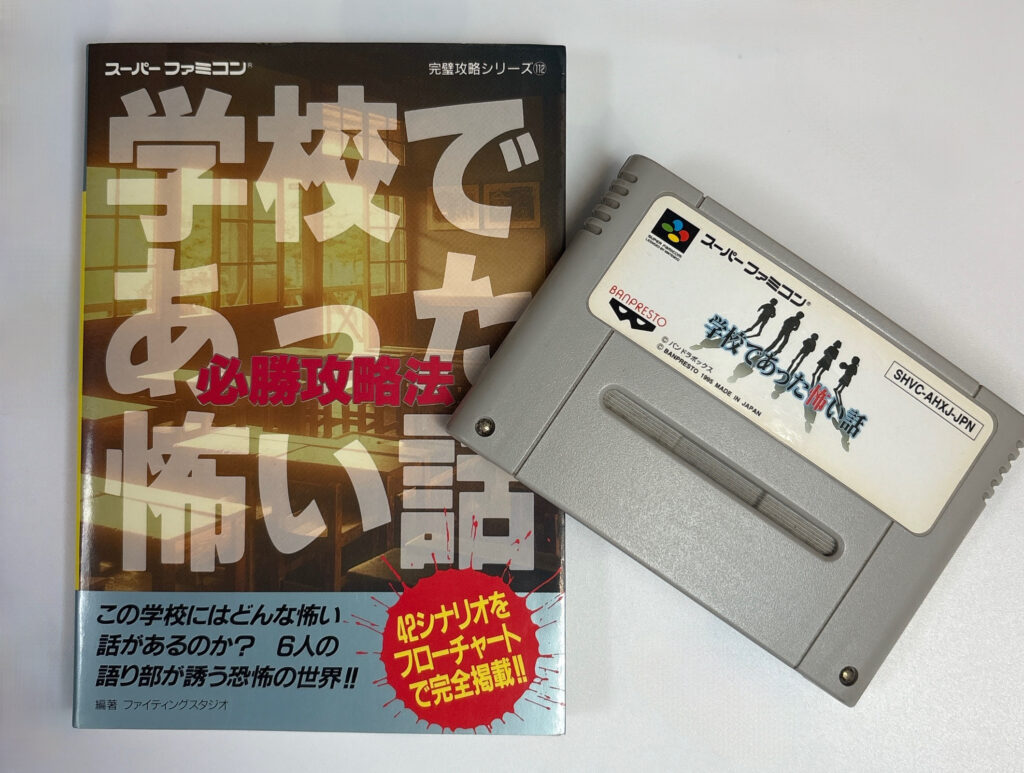 スーパーファミコン®
完璧攻略シリーズ112
学校で
あった
怖い話
必勝攻略法
この学校にはどんな怖い
話があるのか? 6人の
語り部が誘う恐怖の世界!!
編著 ファイティングスタジオ
42シナリオを
フローチャート
で完全掲載!!
SUPER FAMICOM
スーパーファミコン®
BANPRESTO
学校であった怖い話
© パンドラボックス
© BANPRESTO 1995 MADE IN JAPAN
SHVC-AHXJ-JPN